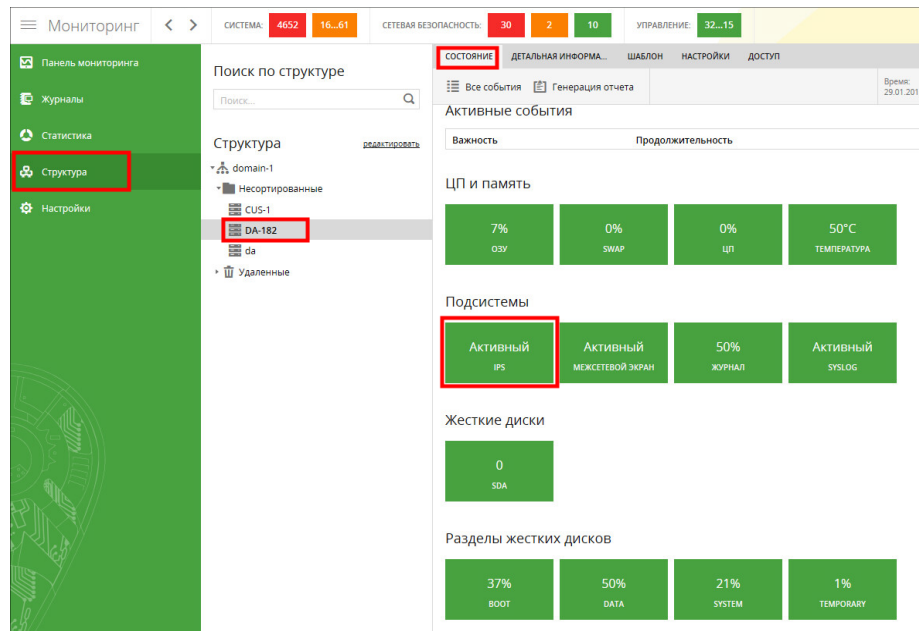 Мониторинг
СИСТЕМА: 4652 16...61
СЕТЕВАЯ БЕЗОПАСНОСТЬ: 30 2 10
УПРАВЛЕНИЕ: 32...15
Панель мониторинга
Журналы
Статистика
Структура
Настройки
Поиск по структуре
Поиск...
Структура редактировать
domain-1
Несортированные
CUS-1
DA-182
da
Удаленные
СОСТОЯНИЕ ДЕТАЛЬНАЯ ИНФОРМА... ШАБЛОН НАСТРОЙКИ ДОСТУП
Все события Генерация отчета
Время:
29.01.201
Активные события
Важность Продолжительность
ЦП и память
7% 0% 0% 50°C
ОЗУ SWAP ЦП ТЕМПЕРАТУРА
Подсистемы
Активный Активный 50% Активный
IPS МЕЖСЕТЕВОЙ ЭКРАН ЖУРНАЛ SYSLOG
Жесткие диски
0
SDA
Разделы жестких дисков
37% 50% 21% 1%
BOOT DATA SYSTEM TEMPORARY